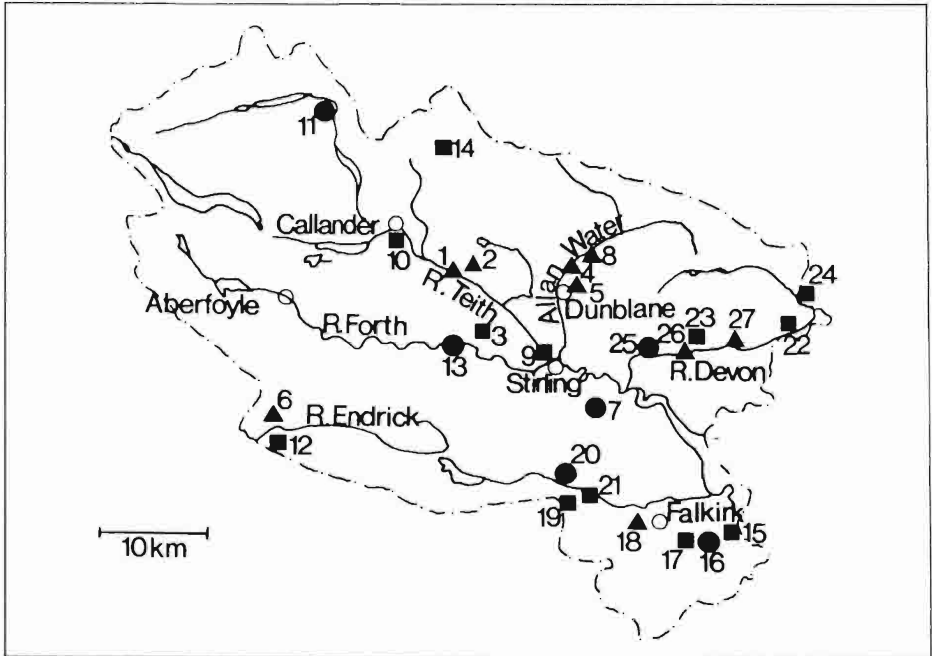 11
14
Callander
10
1
2
Allan Water
8
4
5
Dunblane
R. Teith
Aberfoyle
R.Forth
3
13
9
Stirling
24
23
27
26
25
22
R.Devon
7
6
R.Endrick
12
20
21
19
18
Falkirk
17
16
15
10km